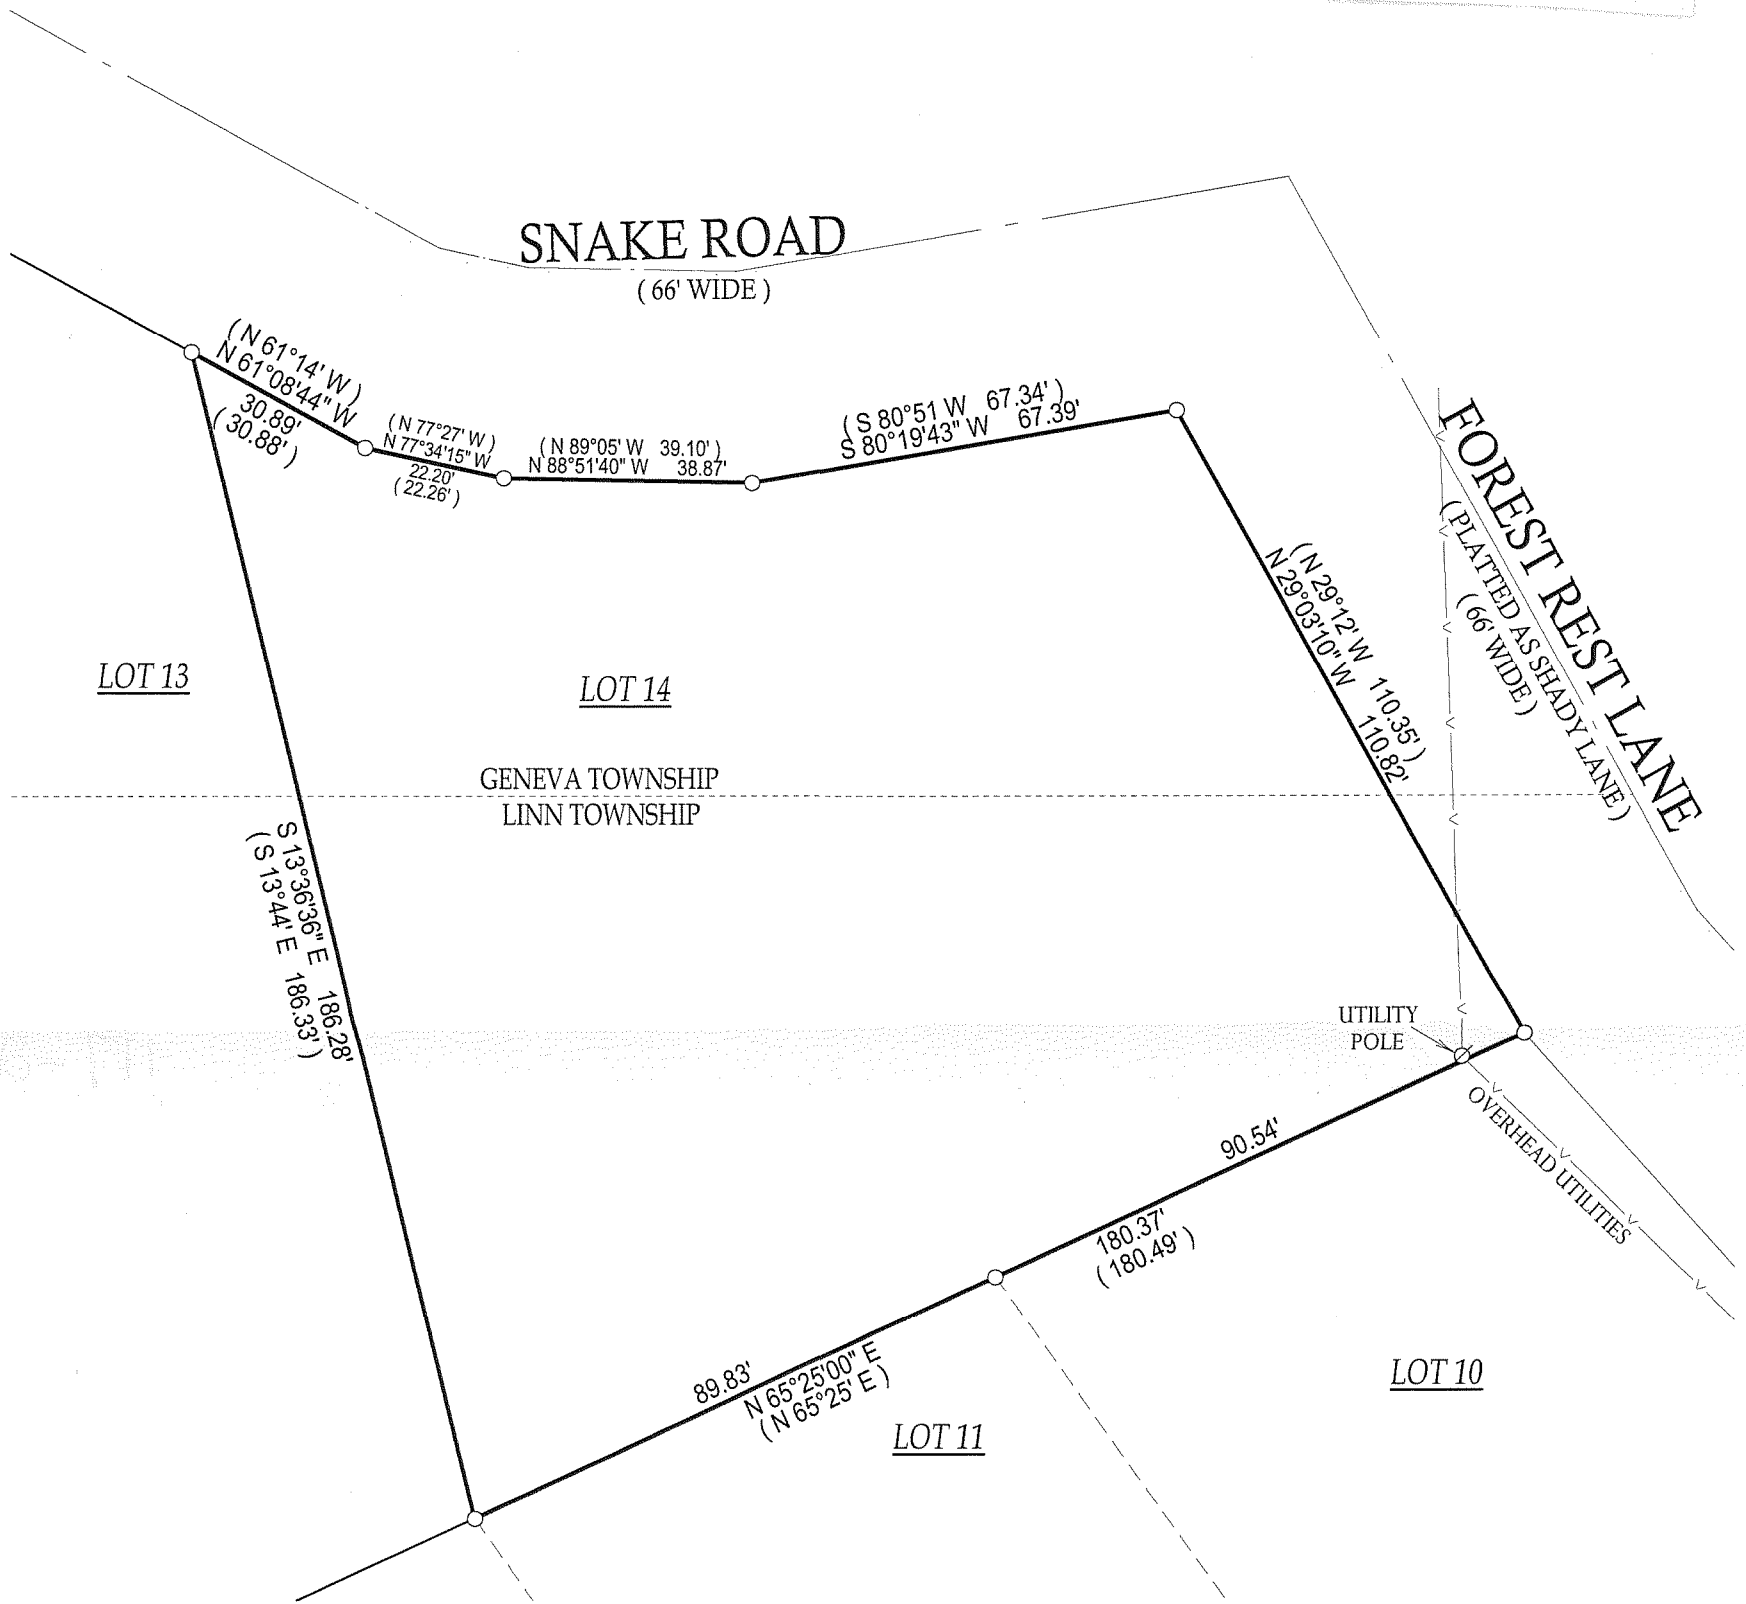 SNAKE ROAD
( 66' WIDE )
( N 61°14' W )
N 61°08'44" W
30.89'
( 30.88' )
( N 77°27' W )
N 77°34'15" W
22.20'
( 22.26' )
( N 89°05' W 39.10' )
N 88°51'40" W 38.87'
( S 80°51 W 67.34' )
S 80°19'43" W 67.39'
FOREST REST LANE
( PLATTED AS SHADY LANE )
( 66' WIDE )
( N 29°12' W 110.35' )
N 29°03'10" W 110.82'
LOT 13
LOT 14
GENEVA TOWNSHIP
LINN TOWNSHIP
S 13°36'36" E 186.28'
( S 13°44' E 186.33' )
UTILITY
POLE
OVERHEAD UTILITIES
90.54'
180.37'
( 180.49' )
89.83'
N 65°25'00" E
( N 65°25' E )
LOT 10
LOT 11